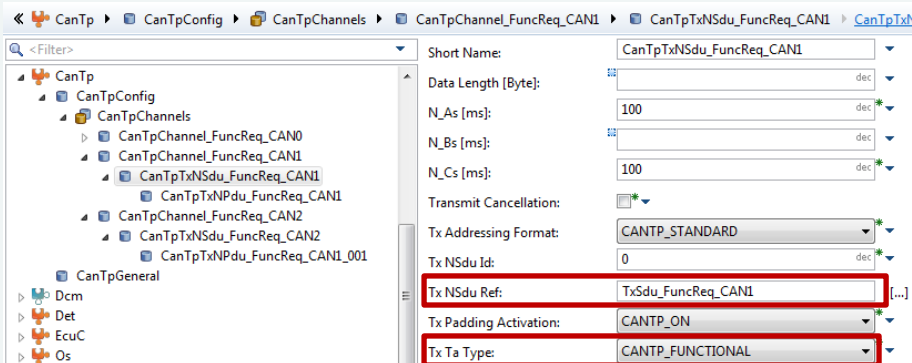 « CanTp ▸ CanTpConfig ▸ CanTpChannels ▸ CanTpChannel_FuncReq_CAN1 ▸ CanTpTxNSdu_FuncReq_CAN1 ▸ CanTpTxN
<Filter>
CanTp
CanTpConfig
CanTpChannels
CanTpChannel_FuncReq_CAN0
CanTpChannel_FuncReq_CAN1
CanTpTxNSdu_FuncReq_CAN1
CanTpTxNPdu_FuncReq_CAN1
CanTpChannel_FuncReq_CAN2
CanTpTxNSdu_FuncReq_CAN2
CanTpTxNPdu_FuncReq_CAN1_001
CanTpGeneral
Dcm
Det
EcuC
Os
Short Name: CanTpTxNSdu_FuncReq_CAN1
Data Length [Byte]: dec
N_As [ms]: 100 dec *
N_Bs [ms]: dec
N_Cs [ms]: 100 dec *
Transmit Cancellation: *
Tx Addressing Format: CANTP_STANDARD *
Tx NSdu Id: 0 dec *
Tx NSdu Ref: TxSdu_FuncReq_CAN1 [...]
Tx Padding Activation: CANTP_ON *
Tx Ta Type: CANTP_FUNCTIONAL *